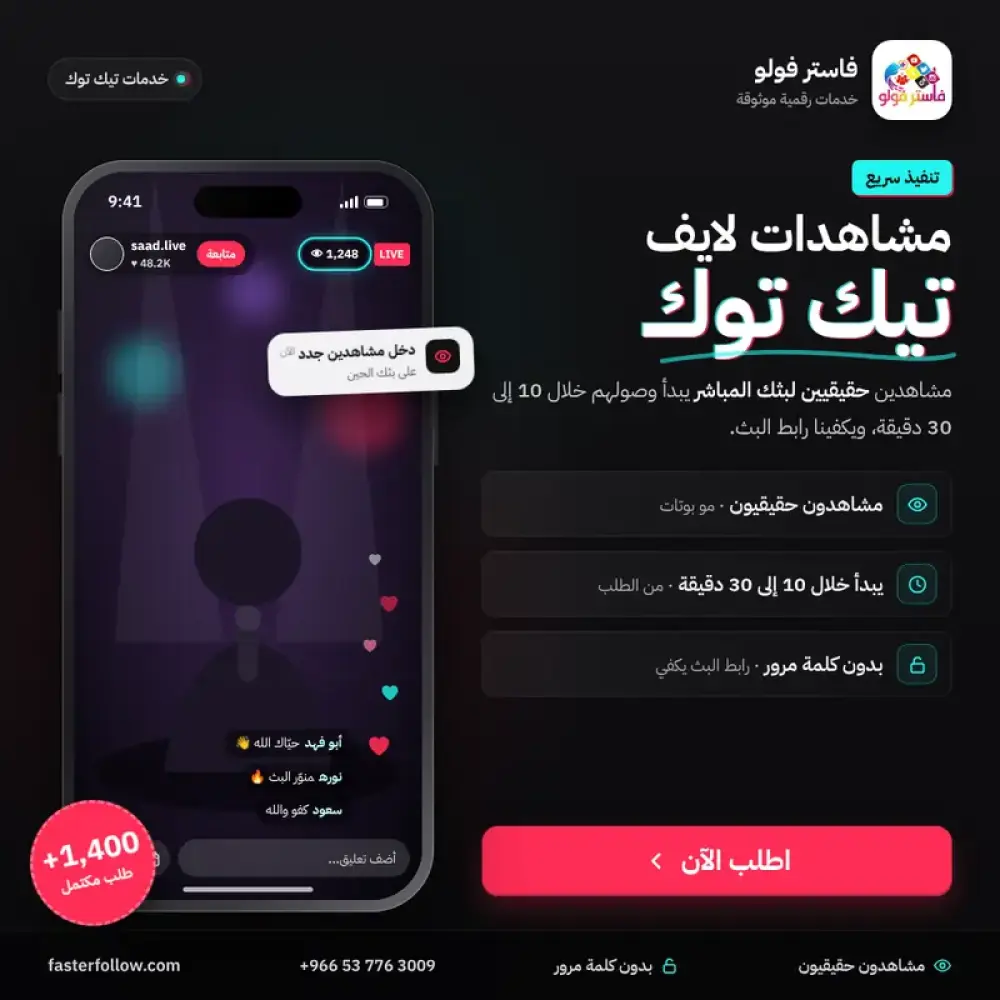 فاستر فولو
فاستر فولو
خدمات رقمية موثوقة
خدمات تيك توك
تنفيذ سريع
مشاهدات لايف
تيك توك
مشاهدين حقيقيين لبثك المباشر يبدأ وصولهم خلال 10 إلى
30 دقيقة، ويكفينا رابط البث.
مشاهدون حقيقيون · مو بوتات
يبدأ خلال 10 إلى 30 دقيقة · من الطلب
بدون كلمة مرور · رابط البث يكفي
اطلب الآن
9:41
saad.live
♥ 48.2K
متابعة
1,248
LIVE
دخل مشاهدين جدد الآن
على بثك الحين
أبو فهد حيّاك الله 👋
نوره منوّر البث 🔥
سعود كفو والله
أضف تعليق...
+1,400
طلب مكتمل
مشاهدون حقيقيون
بدون كلمة مرور
+966 53 776 3009
fasterfollow.com